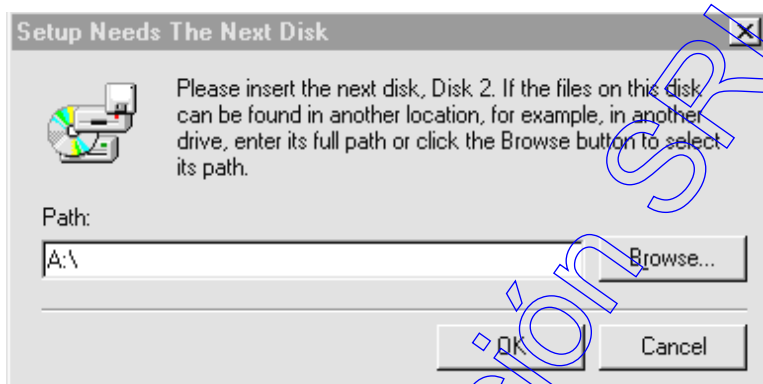 Setup Needs The Next Disk
Please insert the next disk, Disk 2. If the files on this disk
can be found in another location, for example, in another
drive, enter its full path or click the Browse button to select
its path.
Path:
A:\
Browse...
OK
Cancel
ión SRL